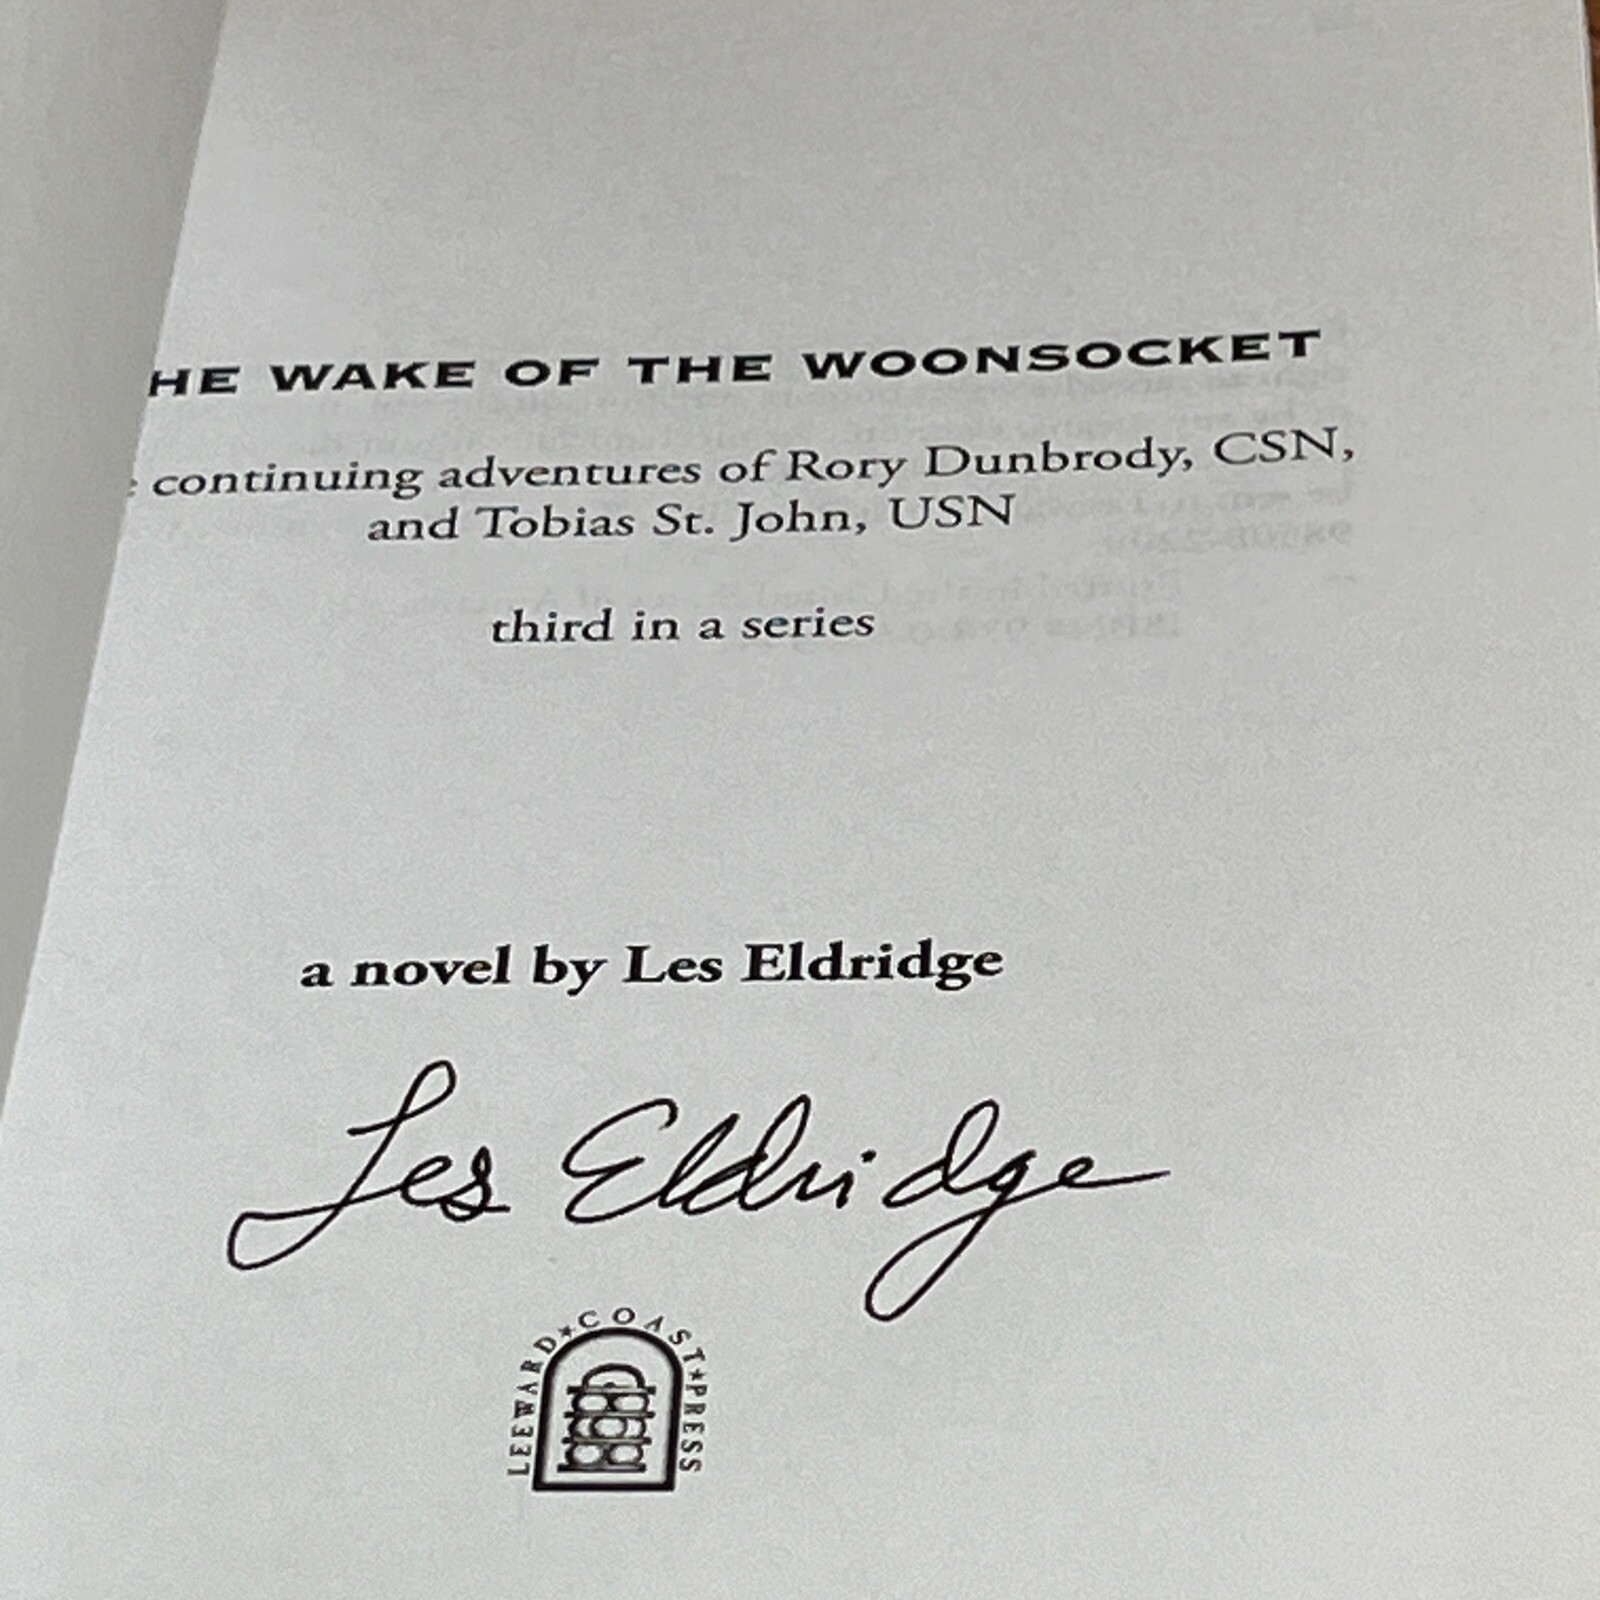 HE WAKE OF THE WOONSOCKET
continuing adventures of Rory Dunbrody, CSN,
and Tobias St. John, USN
third in a series
a novel by Les Eldridge
Les Eldridge
LEEWARD★COAST★PRESS